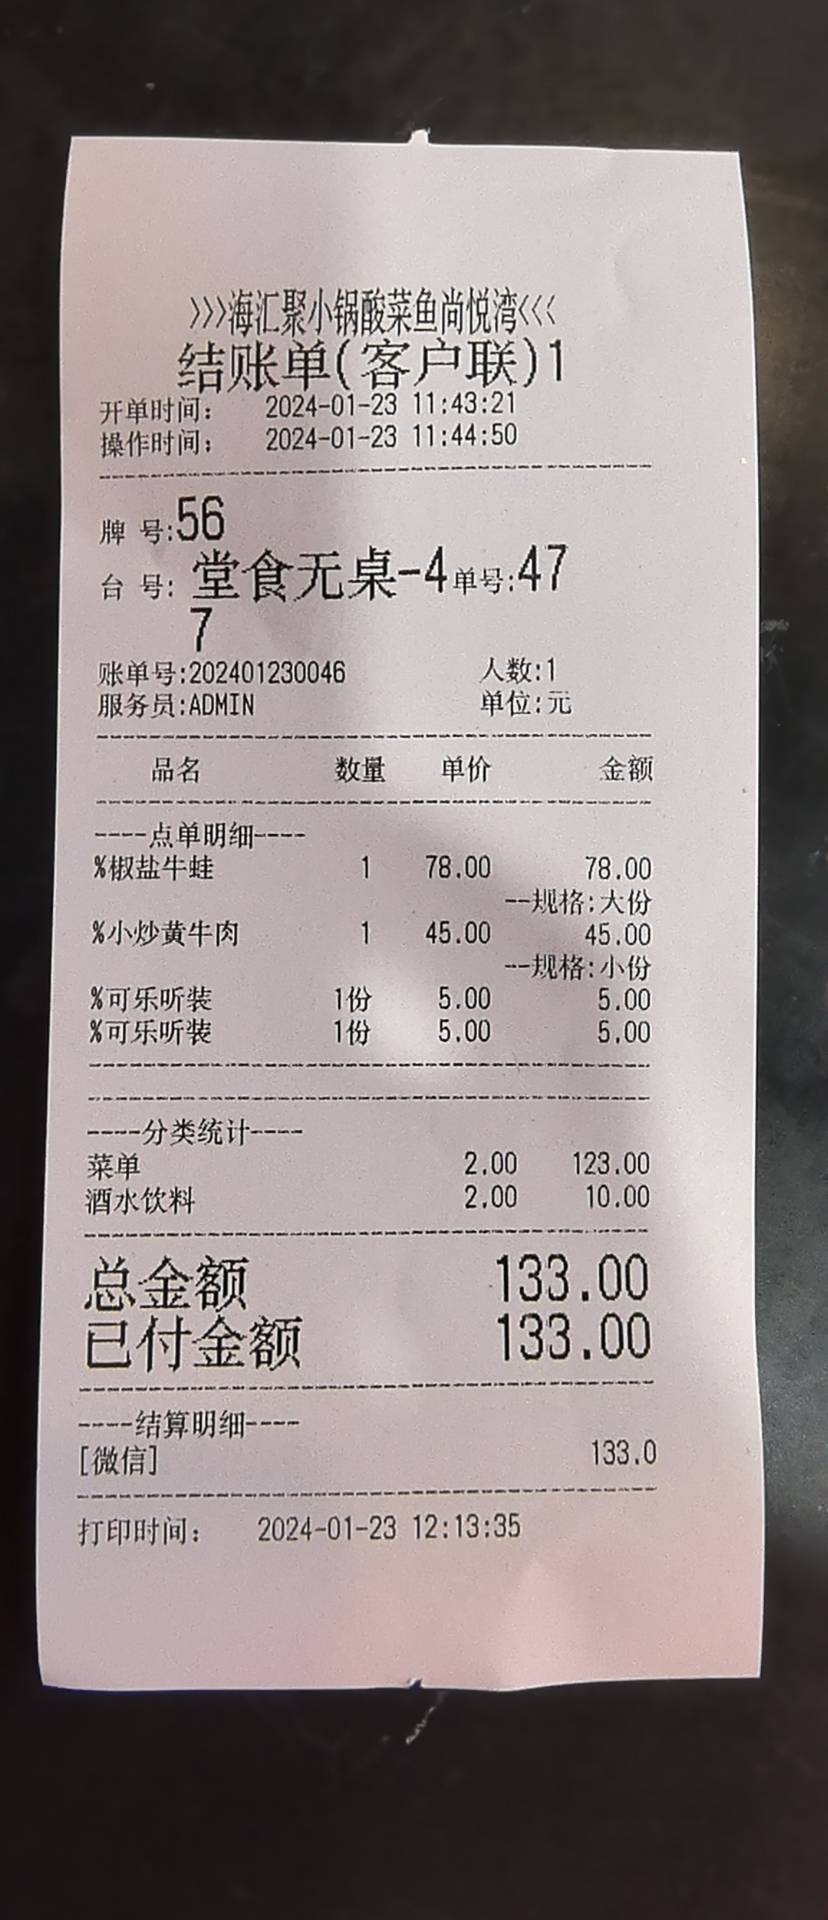 >>>海汇聚小锅酸菜鱼尚悦湾<<<
结账单(客户联)1
开单时间： 2024-01-23 11:43:21
操作时间： 2024-01-23 11:44:50
牌 号:56
台 号: 堂食无桌-4 单号:47
7
账单号:202401230046 人数:1
服务员:ADMIN 单位:元
品名 数量 单价 金额
----点单明细----
%椒盐牛蛙 1 78.00 78.00
--规格:大份
%小炒黄牛肉 1 45.00 45.00
--规格:小份
%可乐听装 1份 5.00 5.00
%可乐听装 1份 5.00 5.00
----分类统计----
菜单 2.00 123.00
酒水饮料 2.00 10.00
总金额 133.00
已付金额 133.00
----结算明细----
[微信] 133.0
打印时间： 2024-01-23 12:13:35